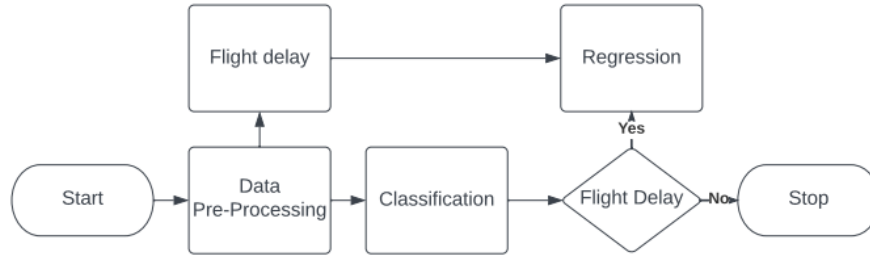 Flight delay
Regression
Yes
Start
Data
Pre-Processing
Classification
Flight Delay
No
Stop